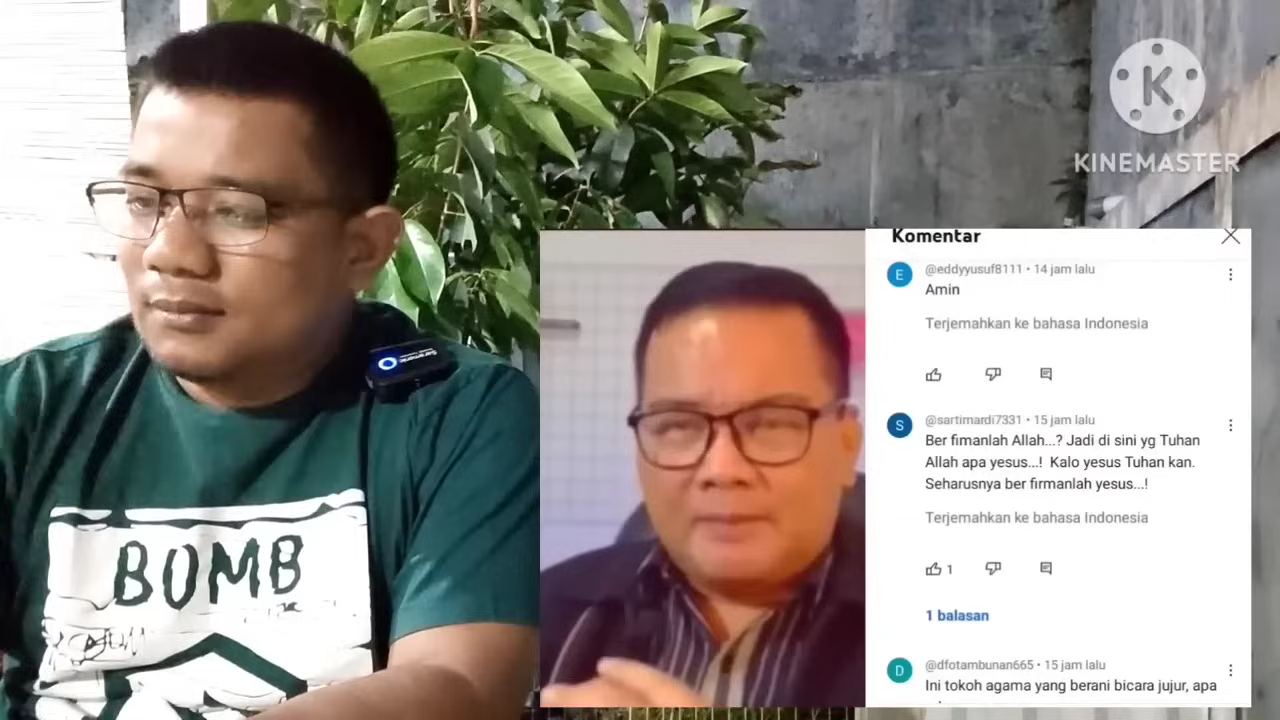 KINEMASTER
Saramonic
BOMB
Komentar
@eddyyusuf8111 • 14 jam lalu
Amin
Terjemahkan ke bahasa Indonesia
@sartimardi7331 • 15 jam lalu
Ber fimanlah Allah...? Jadi di sini yg Tuhan
Allah apa yesus...! Kalo yesus Tuhan kan.
Seharusnya ber firmanlah yesus...!
Terjemahkan ke bahasa Indonesia
1
1 balasan
@dfotambunan665 • 15 jam lalu
Ini tokoh agama yang berani bicara jujur, apa